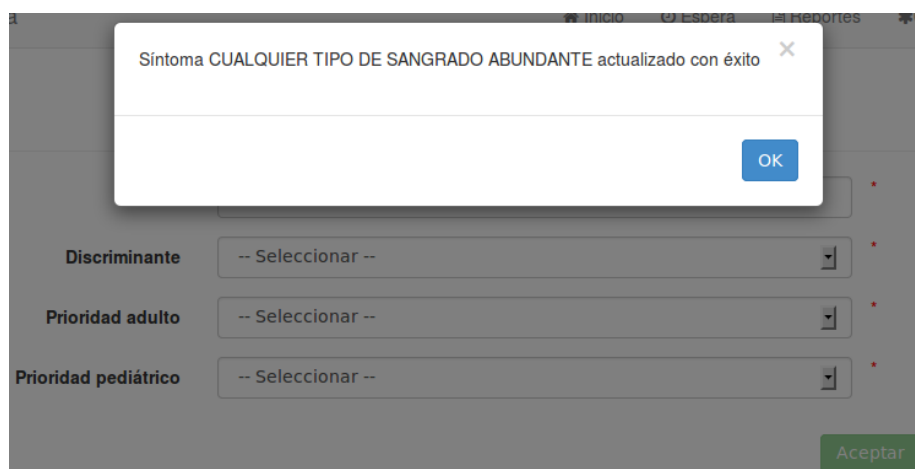 a Inicio Espera Reportes
Síntoma CUALQUIER TIPO DE SANGRADO ABUNDANTE actualizado con éxito ×
OK
*
Discriminante -- Seleccionar -- *
Prioridad adulto -- Seleccionar -- *
Prioridad pediátrico -- Seleccionar -- *
Aceptar